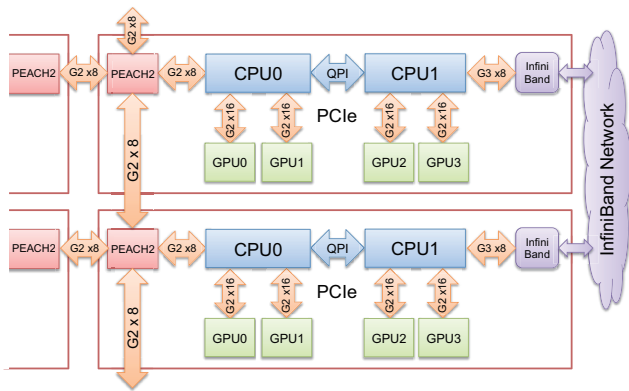 G2 x8
PEACH2
G2 x8
PEACH2
G2 x8
CPU0
QPI
CPU1
G3 x8
Infini
Band
G2 x16
G2 x16
PCIe
G2 x16
G2 x16
GPU0
GPU1
GPU2
GPU3
G2 x 8
InfiniBand Network
PEACH2
G2 x8
PEACH2
G2 x8
CPU0
QPI
CPU1
G3 x8
Infini
Band
G2 x16
G2 x16
PCIe
G2 x16
G2 x16
GPU0
GPU1
GPU2
GPU3
G2 x 8